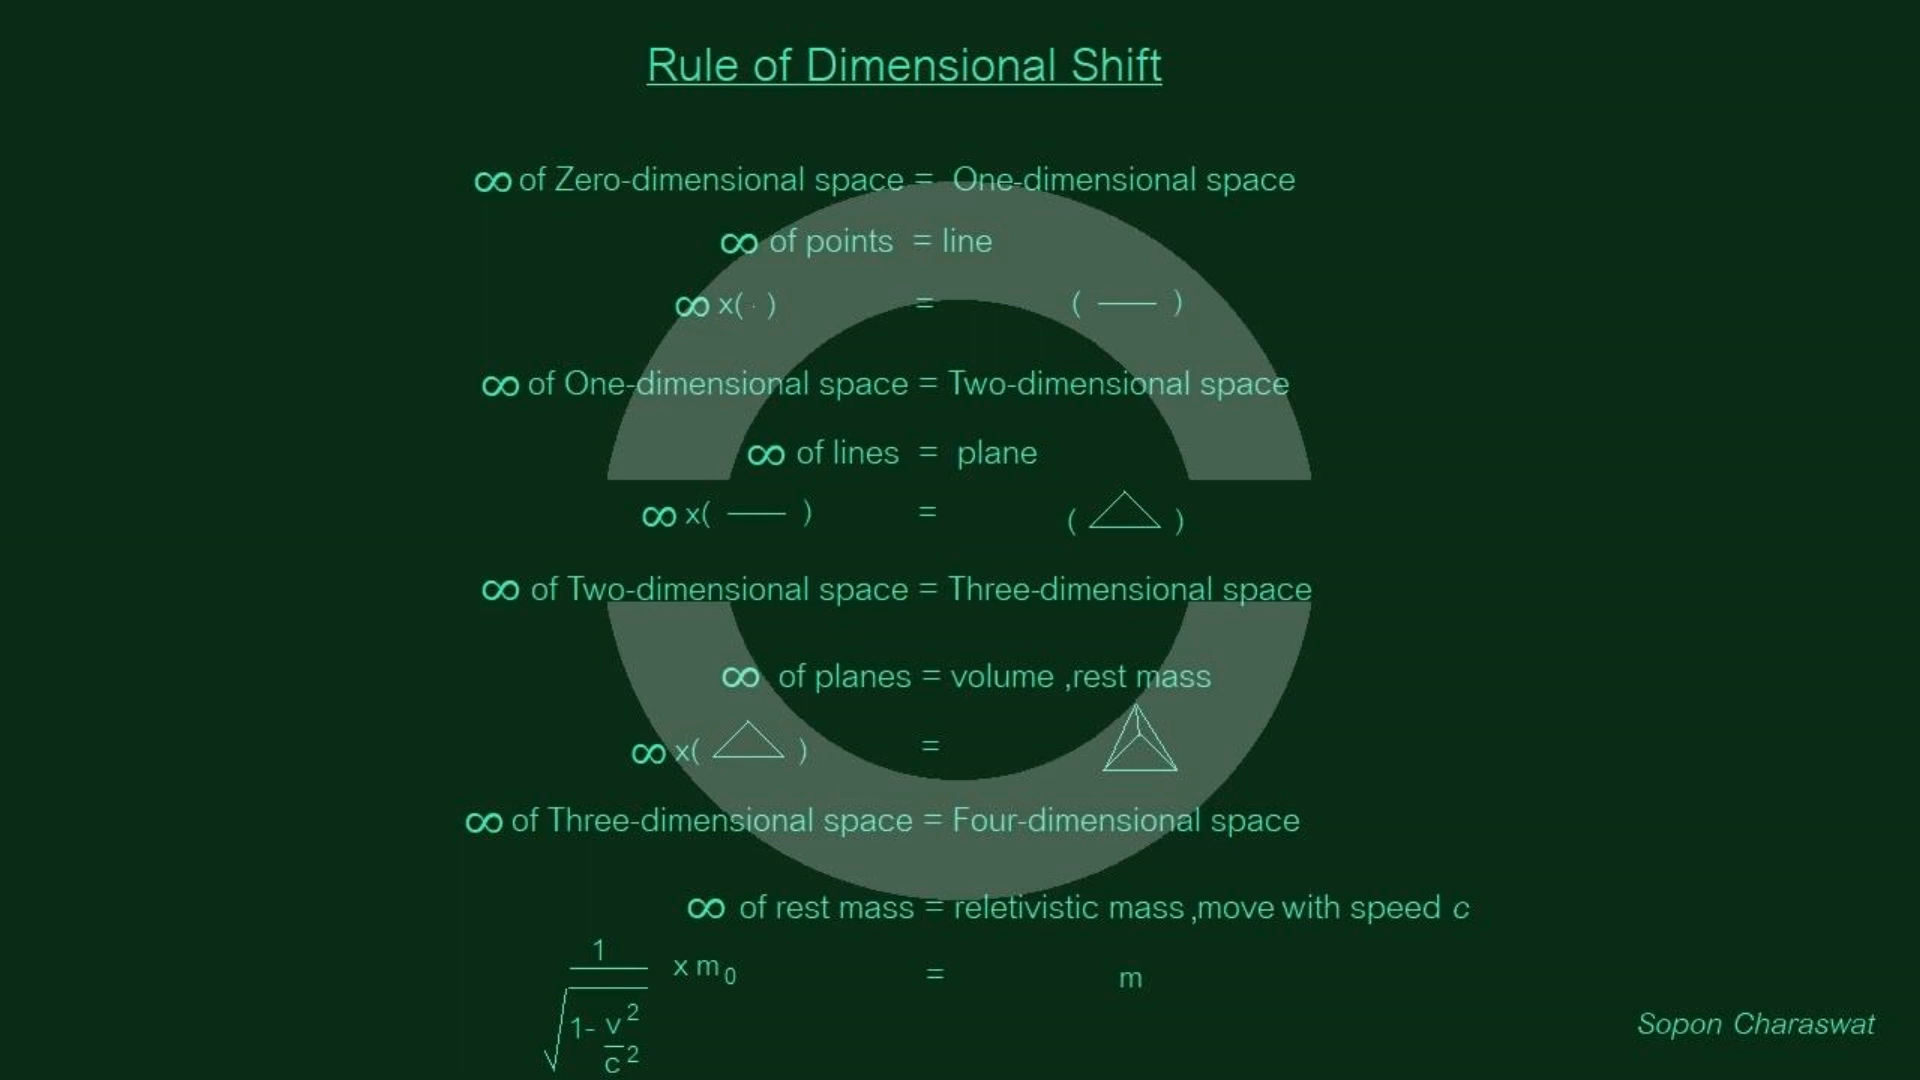 Rule of Dimensional Shift
∞ of Zero-dimensional space = One-dimensional space
∞ of points = line
∞ x( · ) = ( — )
∞ of One-dimensional space = Two-dimensional space
∞ of lines = plane
∞ x( — ) = ( △ )
∞ of Two-dimensional space = Three-dimensional space
∞ of planes = volume ,rest mass
∞ x( △ ) =
∞ of Three-dimensional space = Four-dimensional space
∞ of rest mass = reletivistic mass ,move with speed c
1/√(1-v²/c²) x m₀ = m
Sopon Charaswat